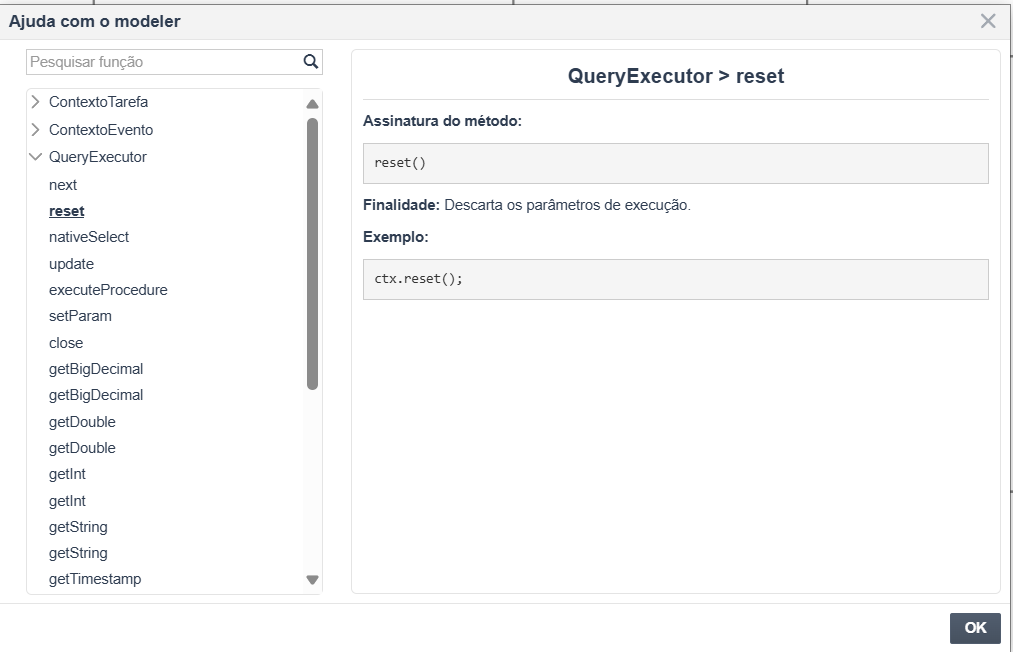 Ajuda com o modeler
Pesquisar função
ContextoTarefa
ContextoEvento
QueryExecutor
next
reset
nativeSelect
update
executeProcedure
setParam
close
getBigDecimal
getBigDecimal
getDouble
getDouble
getInt
getInt
getString
getString
getTimestamp
QueryExecutor > reset
Assinatura do método:
reset()
Finalidade: Descarta os parâmetros de execução.
Exemplo:
ctx.reset();
OK